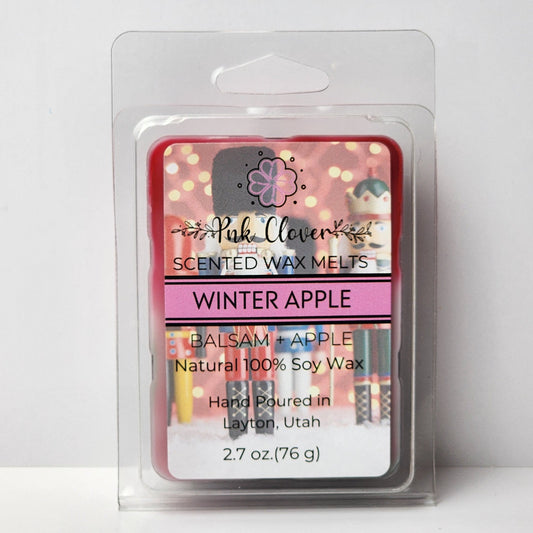 Pnk Clover
SCENTED WAX MELTS
WINTER APPLE
BALSAM + APPLE
Natural 100% Soy Wax
Hand Poured in
Layton, Utah
2.7 oz.(76 g)